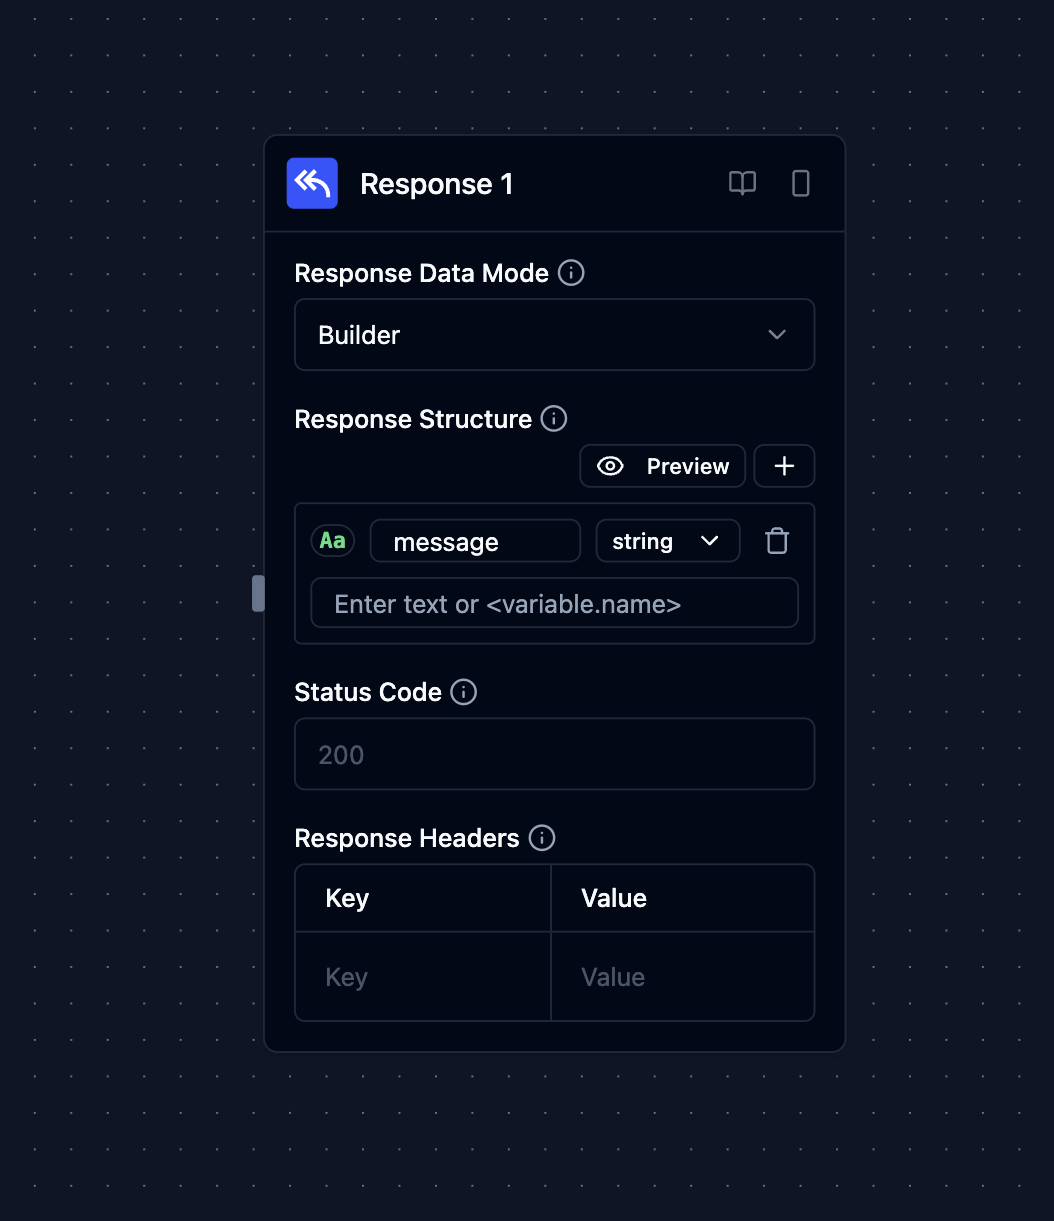 Response 1
Response Data Mode
Builder
Response Structure
Preview
Aa message string
Enter text or <variable.name>
Status Code
200
Response Headers
Key Value
Key Value